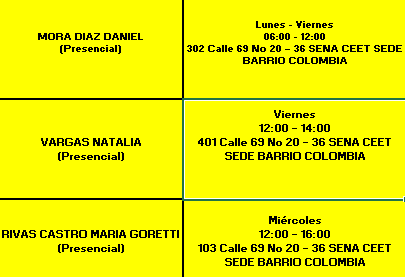 MORA DIAZ DANIEL
(Presencial)
Lunes - Viernes
06:00 - 12:00
302 Calle 69 No 20 – 36 SENA CEET SEDE
BARRIO COLOMBIA
VARGAS NATALIA
(Presencial)
Viernes
12:00 – 14:00
401 Calle 69 No 20 – 36 SENA CEET
SEDE BARRIO COLOMBIA
RIVAS CASTRO MARIA GORETTI
(Presencial)
Miércoles
12:00 – 16:00
103 Calle 69 No 20 – 36 SENA CEET
SEDE BARRIO COLOMBIA